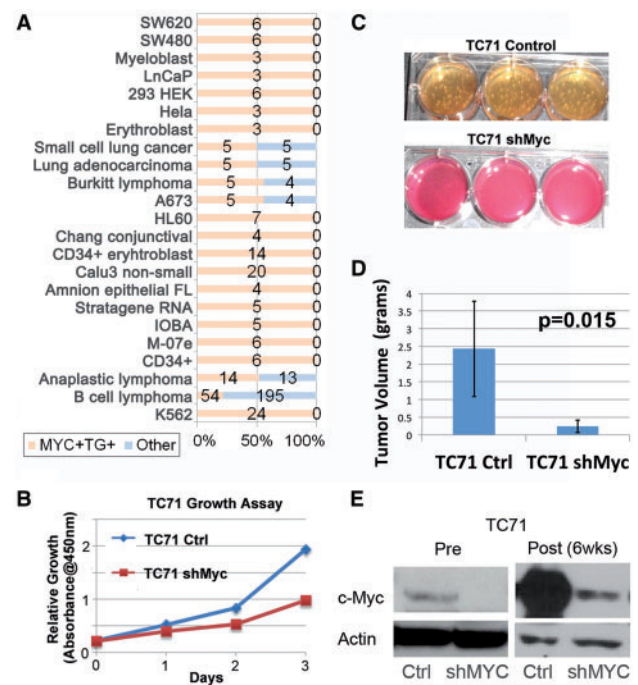 A
SW620 6 0
SW480 6 0
Myeloblast 3 0
LnCaP 3 0
293 HEK 6 0
Hela 3 0
Erythroblast 3 0
Small cell lung cancer 5 5
Lung adenocarcinoma 5 5
Burkitt lymphoma 5 4
A673 5 4
HL60 7 0
Chang conjunctival 4 0
CD34+ eryhtroblast 14 0
Calu3 non-small 20 0
Amnion epithelial FL 4 0
Stratagene RNA 5 0
IOBA 5 0
M-07e 6 0
CD34+ 6 0
Anaplastic lymphoma 14 13
B cell lymphoma 54 195
K562 24 0
MYC+TG+ Other
0% 50% 100%
B
TC71 Growth Assay
Relative Growth
(Absorbance@450nm)
2
1
0
TC71 Ctrl
TC71 shMyc
0 1 2 3
Days
C
TC71 Control
TC71 shMyc
D
Tumor Volume (grams)
4
3.5
3
2.5
2
1.5
1
0.5
0
p=0.015
TC71 Ctrl TC71 shMyc
E
TC71
Pre Post (6wks)
c-Myc
Actin
Ctrl shMYC Ctrl shMYC